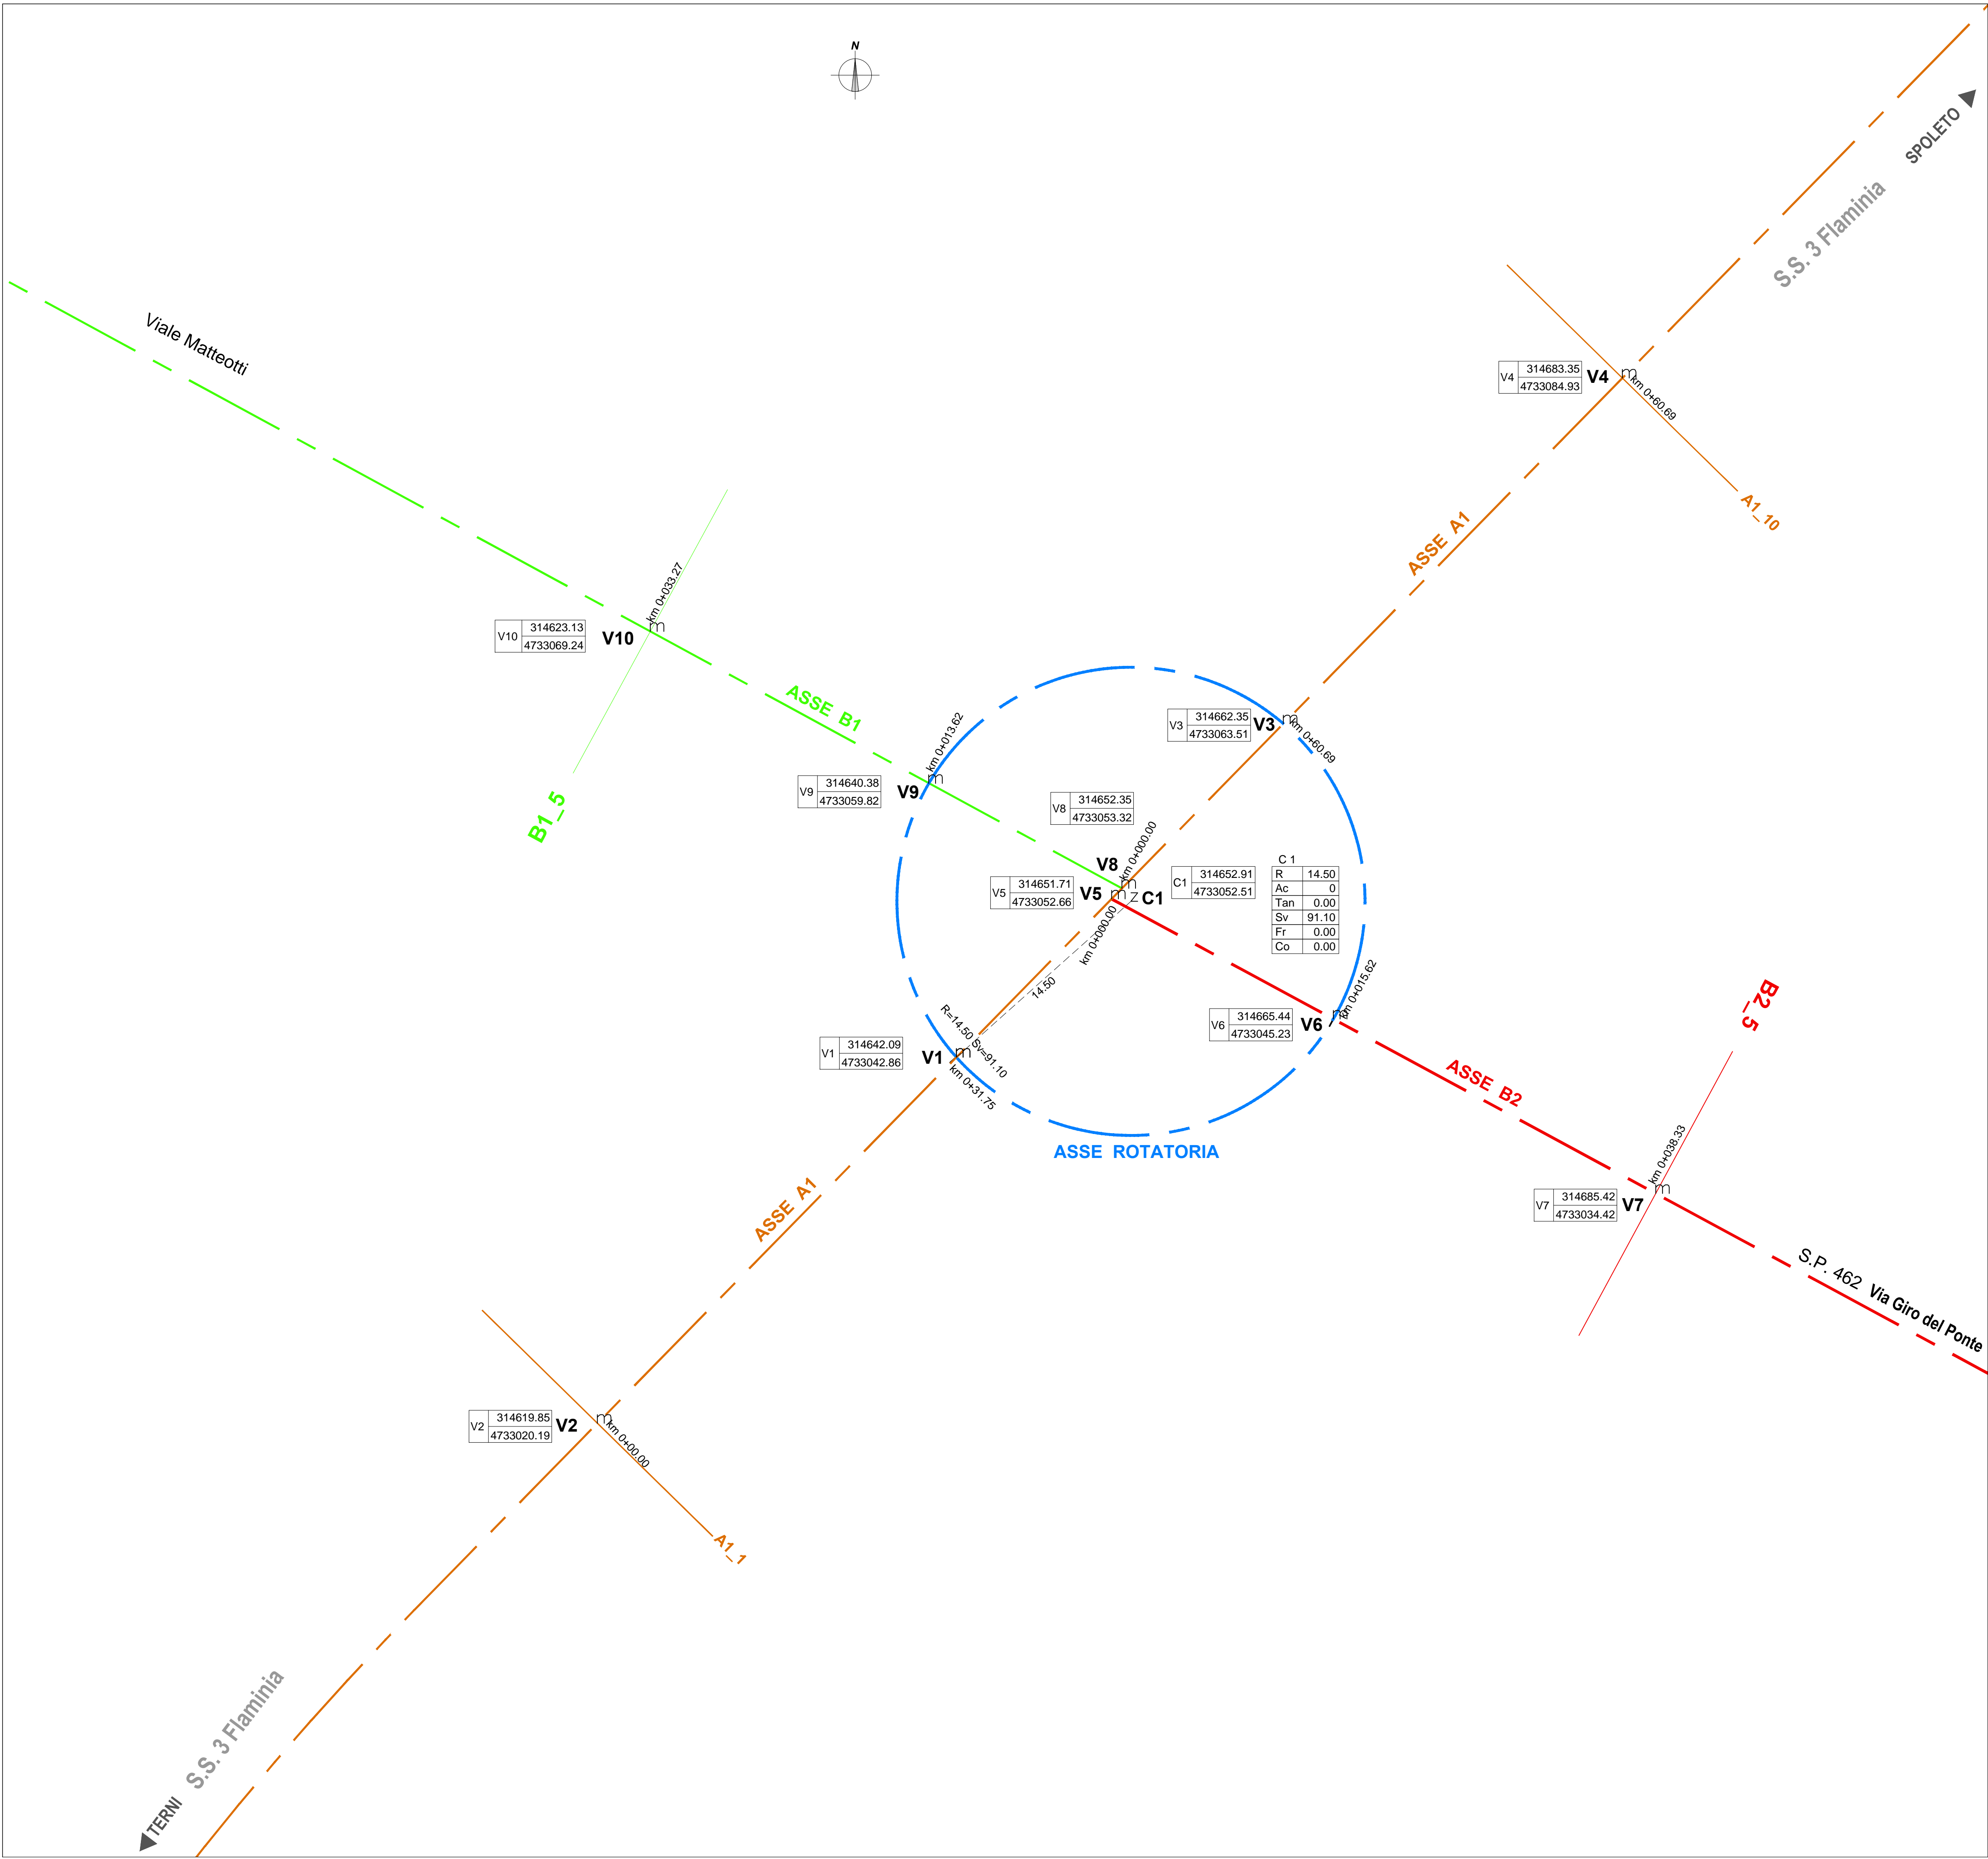 N
SPOLETO
S.S. 3 Flaminia
Viale Matteotti
V4
314683.35
4733084.93
V4
km 0+60.69
A1_10
ASSE A1
km 0+033.27
V10
314623.13
4733069.24
V10
ASSE B1
B1_5
km 0+013.62
V9
314640.38
4733059.82
V9
V3
314662.35
4733063.51
V3
km 0+60.69
V8
314652.35
4733053.32
V8
km 0+000.00
V5
314651.71
4733052.66
V5
C1
C1
314652.91
4733052.51
km 0+000.00
C 1
R 14.50
Ac 0
Tan 0.00
Sv 91.10
Fr 0.00
Co 0.00
14.50
R=14.50 Sv=91.10
V6
314665.44
4733045.23
V6
km 0+015.62
V1
314642.09
4733042.86
V1
km 0+31.75
ASSE ROTATORIA
ASSE B2
B2_5
km 0+038.33
V7
314685.42
4733034.42
V7
S.P. 462 Via Giro del Ponte
ASSE A1
V2
314619.85
4733020.19
V2
km 0+00.00
A1_1
S.S. 3 Flaminia
TERNI